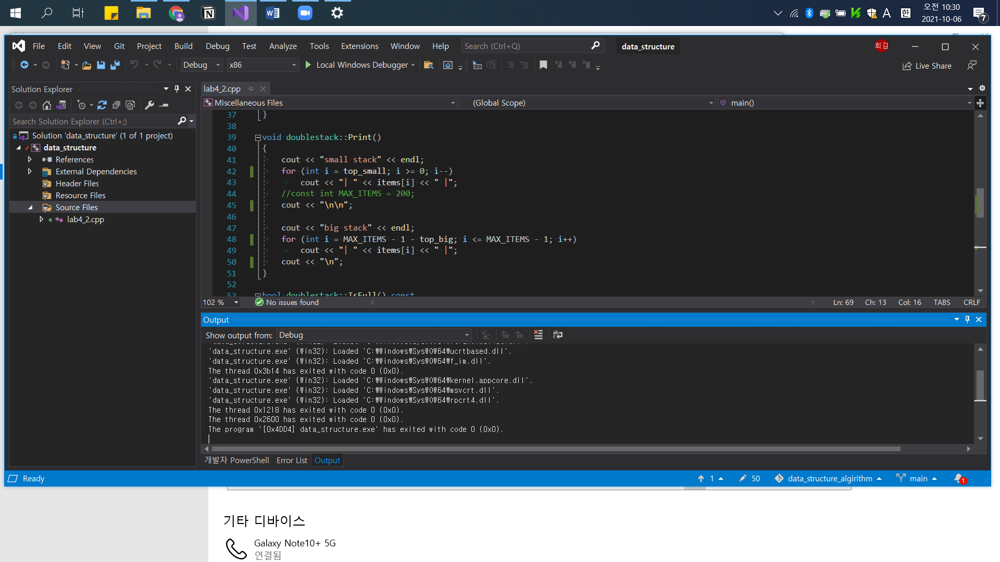 오전 10:30
2021-10-06
A
한
7
File Edit View Git Project Build Debug Test Analyze Tools Extensions Window Help
Search (Ctrl+Q)
data_structure
희김
Debug
x86
Local Windows Debugger
Live Share
Solution Explorer
Search Solution Explorer (Ctrl+;)
Solution 'data_structure' (1 of 1 project)
data_structure
References
External Dependencies
Header Files
Resource Files
Source Files
lab4_2.cpp
lab4_2.cpp
Miscellaneous Files
(Global Scope)
main()
37 }
38
39 void doublestack::Print()
40 {
41 cout << "small stack" << endl;
42 for (int i = top_small; i >= 0; i--)
43 cout << "| " << items[i] << " |";
44 //const int MAX_ITEMS = 200;
45 cout << "\n\n";
46
47 cout << "big stack" << endl;
48 for (int i = MAX_ITEMS - 1 - top_big; i <= MAX_ITEMS - 1; i++)
49 cout << "| " << items[i] << " |";
50 cout << "\n";
51 }
52
53 bool doublestack::IsFull() const
102 %
No issues found
Ln: 69 Ch: 13 Col: 16 TABS CRLF
Output
Show output from: Debug
'data_structure.exe' (Win32): Loaded 'C:₩Windows₩SysWOW64₩ucrtbased.dll'.
'data_structure.exe' (Win32): Loaded 'C:₩Windows₩SysWOW64₩f_im.dll'.
The thread 0x3b14 has exited with code 0 (0x0).
'data_structure.exe' (Win32): Loaded 'C:₩Windows₩SysWOW64₩kernel.appcore.dll'.
'data_structure.exe' (Win32): Loaded 'C:₩Windows₩SysWOW64₩msvcrt.dll'.
'data_structure.exe' (Win32): Loaded 'C:₩Windows₩SysWOW64₩rpcrt4.dll'.
The thread 0x1218 has exited with code 0 (0x0).
The thread 0x2600 has exited with code 0 (0x0).
The program '[0x4DD4] data_structure.exe' has exited with code 0 (0x0).
개발자 PowerShell Error List Output
Ready
1
50
data_structure_algirithm
main
1
기타 디바이스
Galaxy Note10+ 5G
연결됨